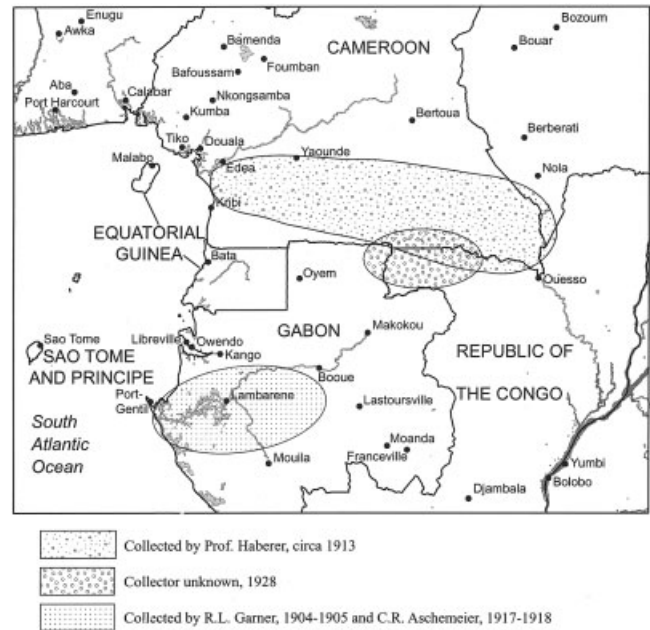 Enugu
Awka
Bozoum
Bamenda
CAMEROON
Bouar
Bafoussam
Foumban
Aba
Calabar
Nkongsamba
Port Harcourt
Kumba
Bertoua
Berberati
Tiko
Douala
Malabo
Yaounde
Edea
Nola
Kribi
EQUATORIAL
GUINEA
Bata
Oyem
Ouesso
Makokou
Libreville
Owendo
GABON
REPUBLIC OF
Sao Tome
Kango
SAO TOME
AND PRINCIPE
Booue
THE CONGO
Port-
Gentil
Lambarene
Lastoursville
South
Atlantic
Ocean
Moanda
Mouila
Franceville
Yumbi
Bolobo
Djambala
Collected by Prof. Haberer, circa 1913
Collector unknown, 1928
Collected by R.L. Garner, 1904-1905 and C.R. Aschemeier, 1917-1918